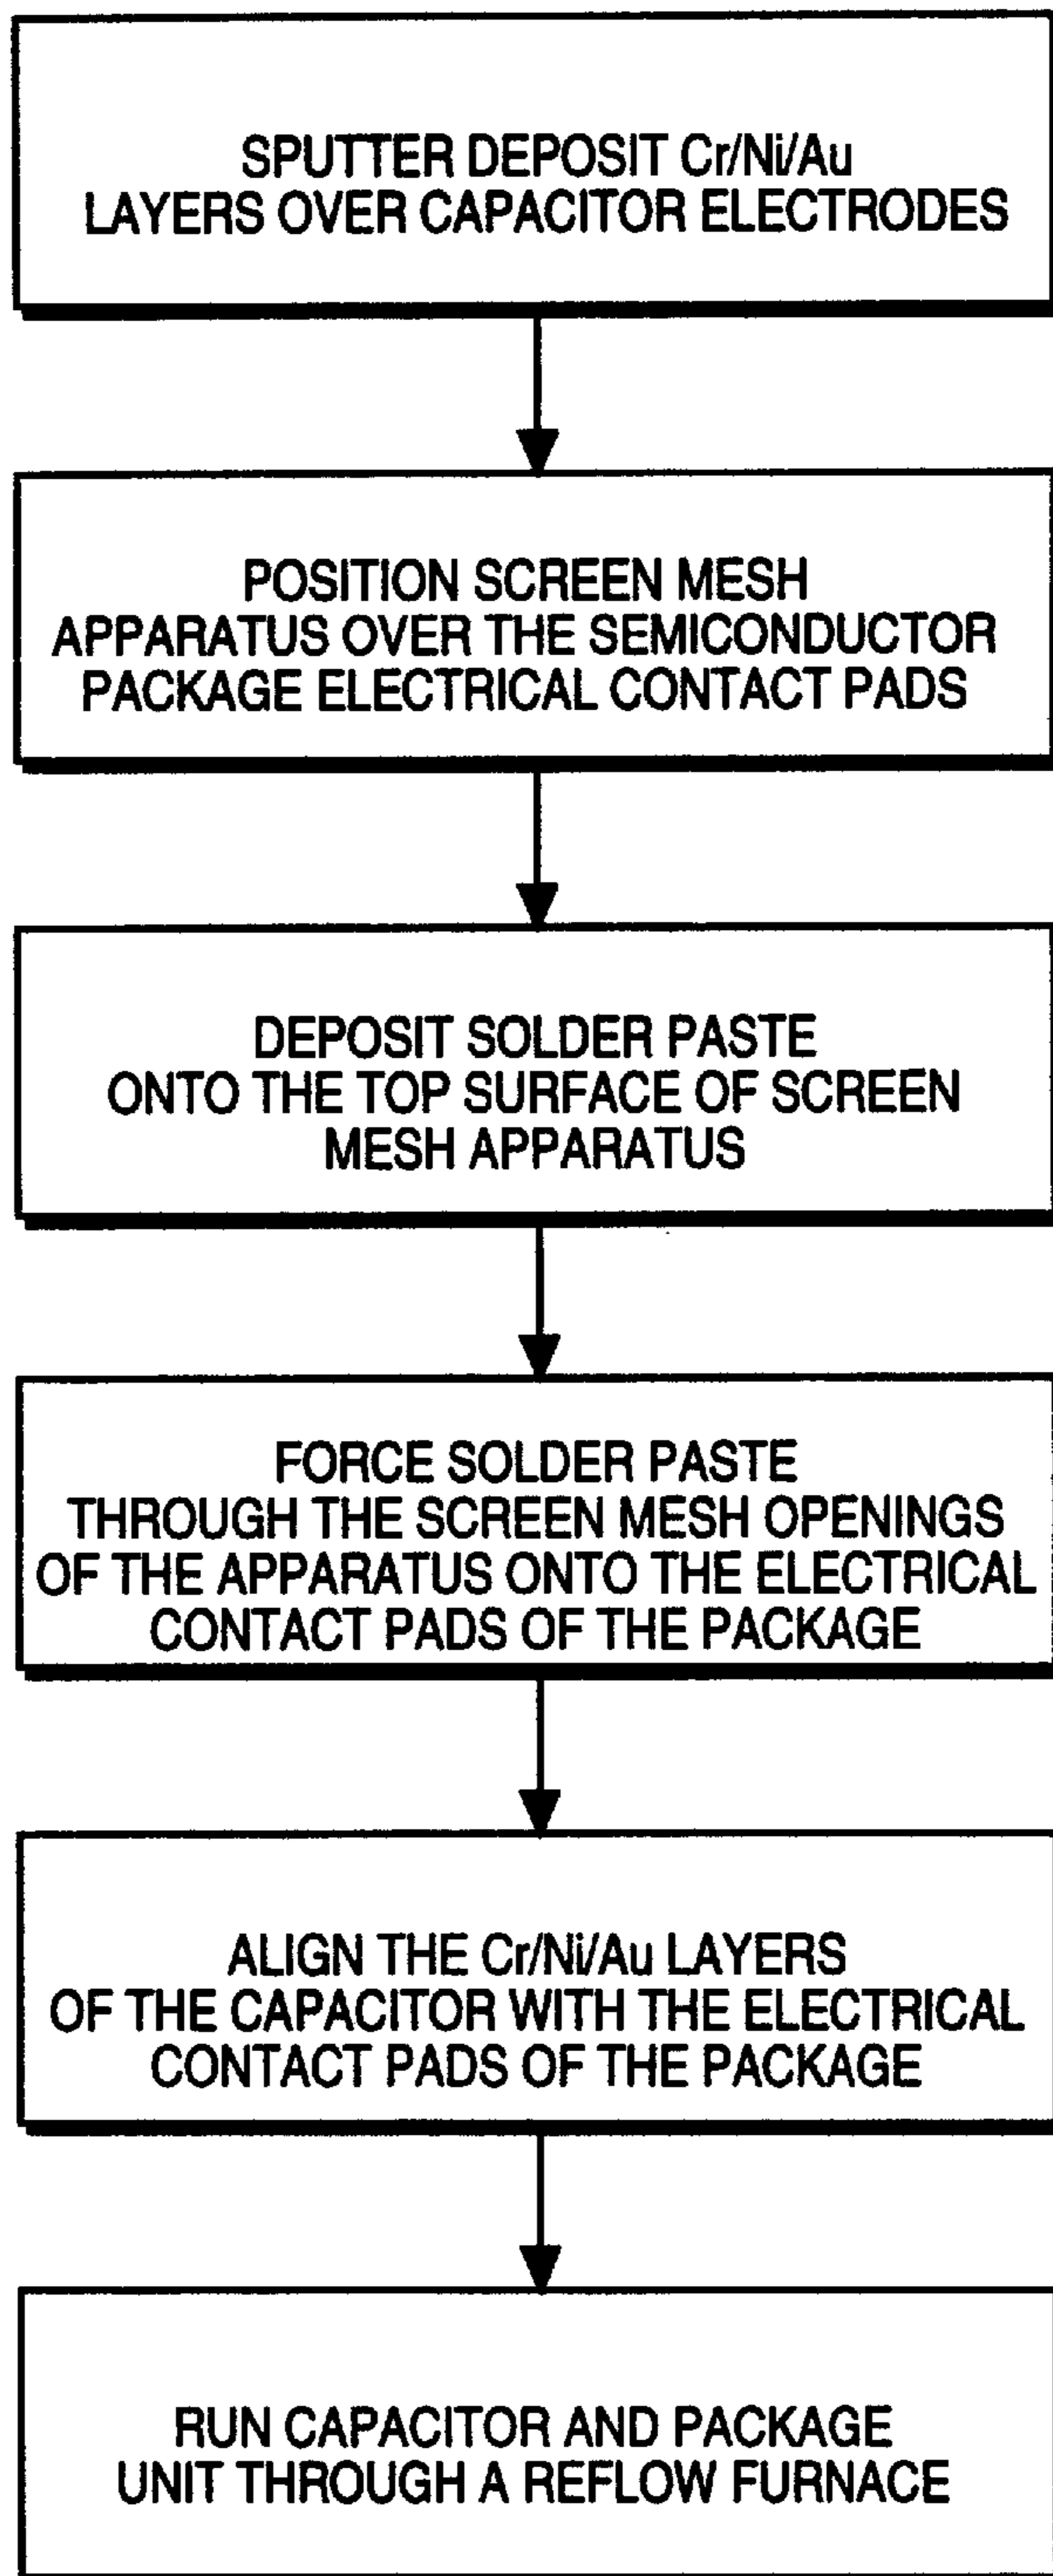 SPUTTER DEPOSIT Cr/Ni/Au
LAYERS OVER CAPACITOR ELECTRODES
POSITION SCREEN MESH
APPARATUS OVER THE SEMICONDUCTOR
PACKAGE ELECTRICAL CONTACT PADS
DEPOSIT SOLDER PASTE
ONTO THE TOP SURFACE OF SCREEN
MESH APPARATUS
FORCE SOLDER PASTE
THROUGH THE SCREEN MESH OPENINGS
OF THE APPARATUS ONTO THE ELECTRICAL
CONTACT PADS OF THE PACKAGE
ALIGN THE Cr/Ni/Au LAYERS
OF THE CAPACITOR WITH THE ELECTRICAL
CONTACT PADS OF THE PACKAGE
RUN CAPACITOR AND PACKAGE
UNIT THROUGH A REFLOW FURNACE